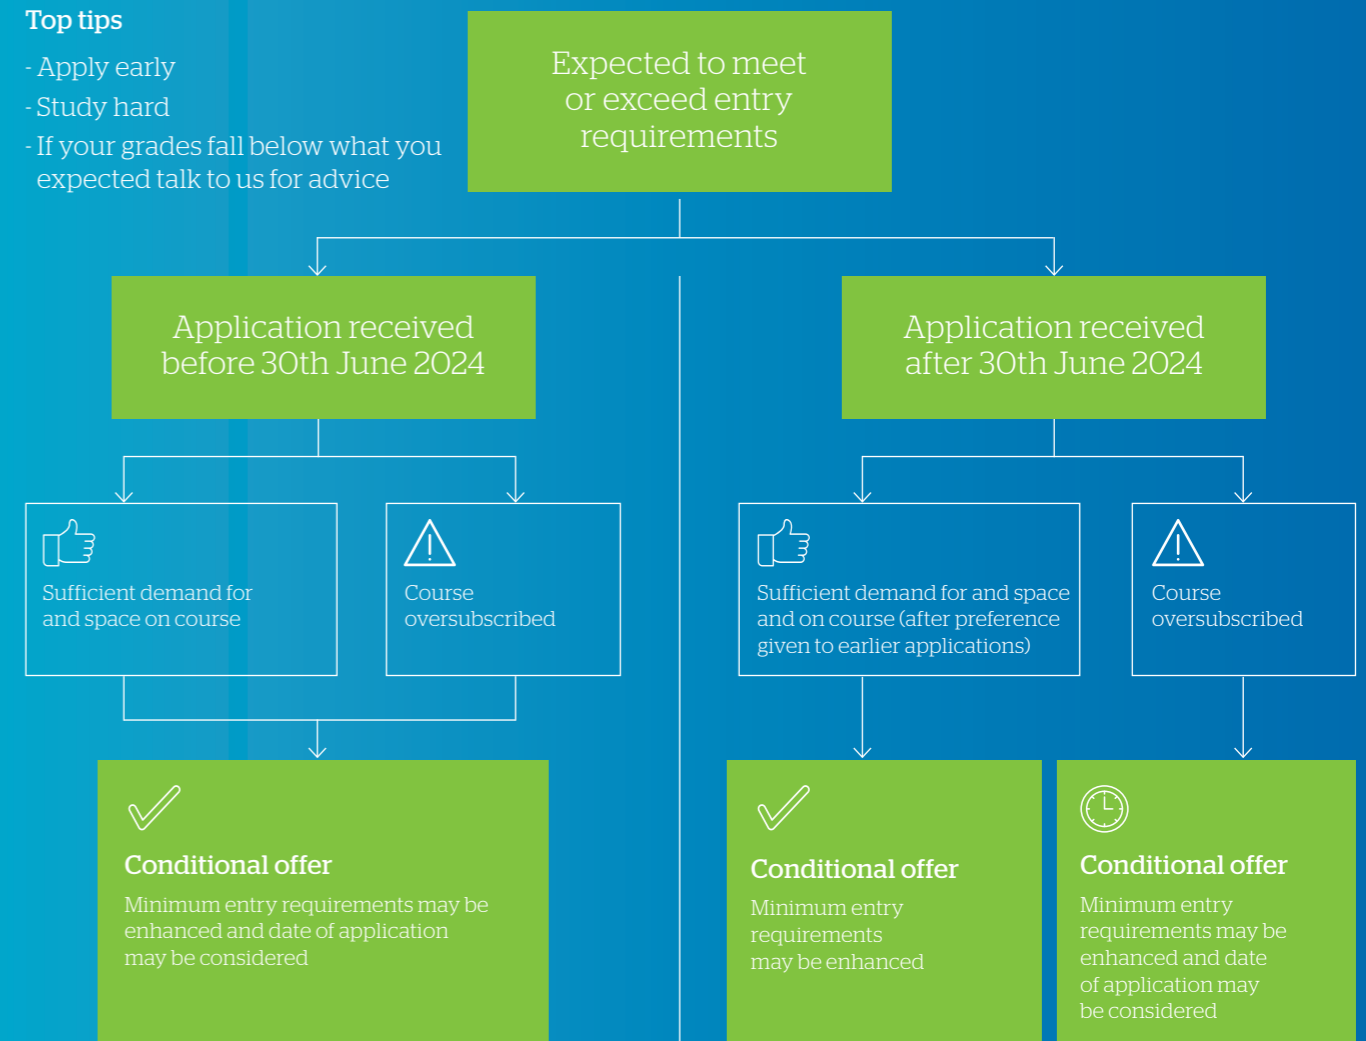 Top tips
- Apply early
- Study hard
- If your grades fall below what you
expected talk to us for advice
Expected to meet
or exceed entry
requirements
Application received
before 30th June 2024
Application received
after 30th June 2024
Sufficient demand for
and space on course
Course
oversubscribed
Sufficient demand for and space
and on course (after preference
given to earlier applications)
Course
oversubscribed
Conditional offer
Minimum entry requirements may be
enhanced and date of application
may be considered
Conditional offer
Minimum entry
requirements
may be enhanced
Conditional offer
Minimum entry
requirements may be
enhanced and date
of application may
be considered